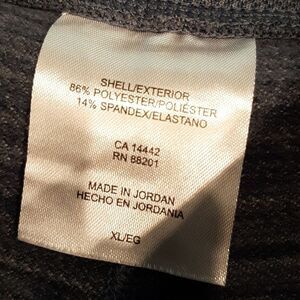 SHELL/EXTERIOR
86% POLYESTER/POLIÉSTER
14% SPANDEX/ELASTANO
CA 14442
RN 88201
MADE IN JORDAN
HECHO EN JORDANIA
XL/EG